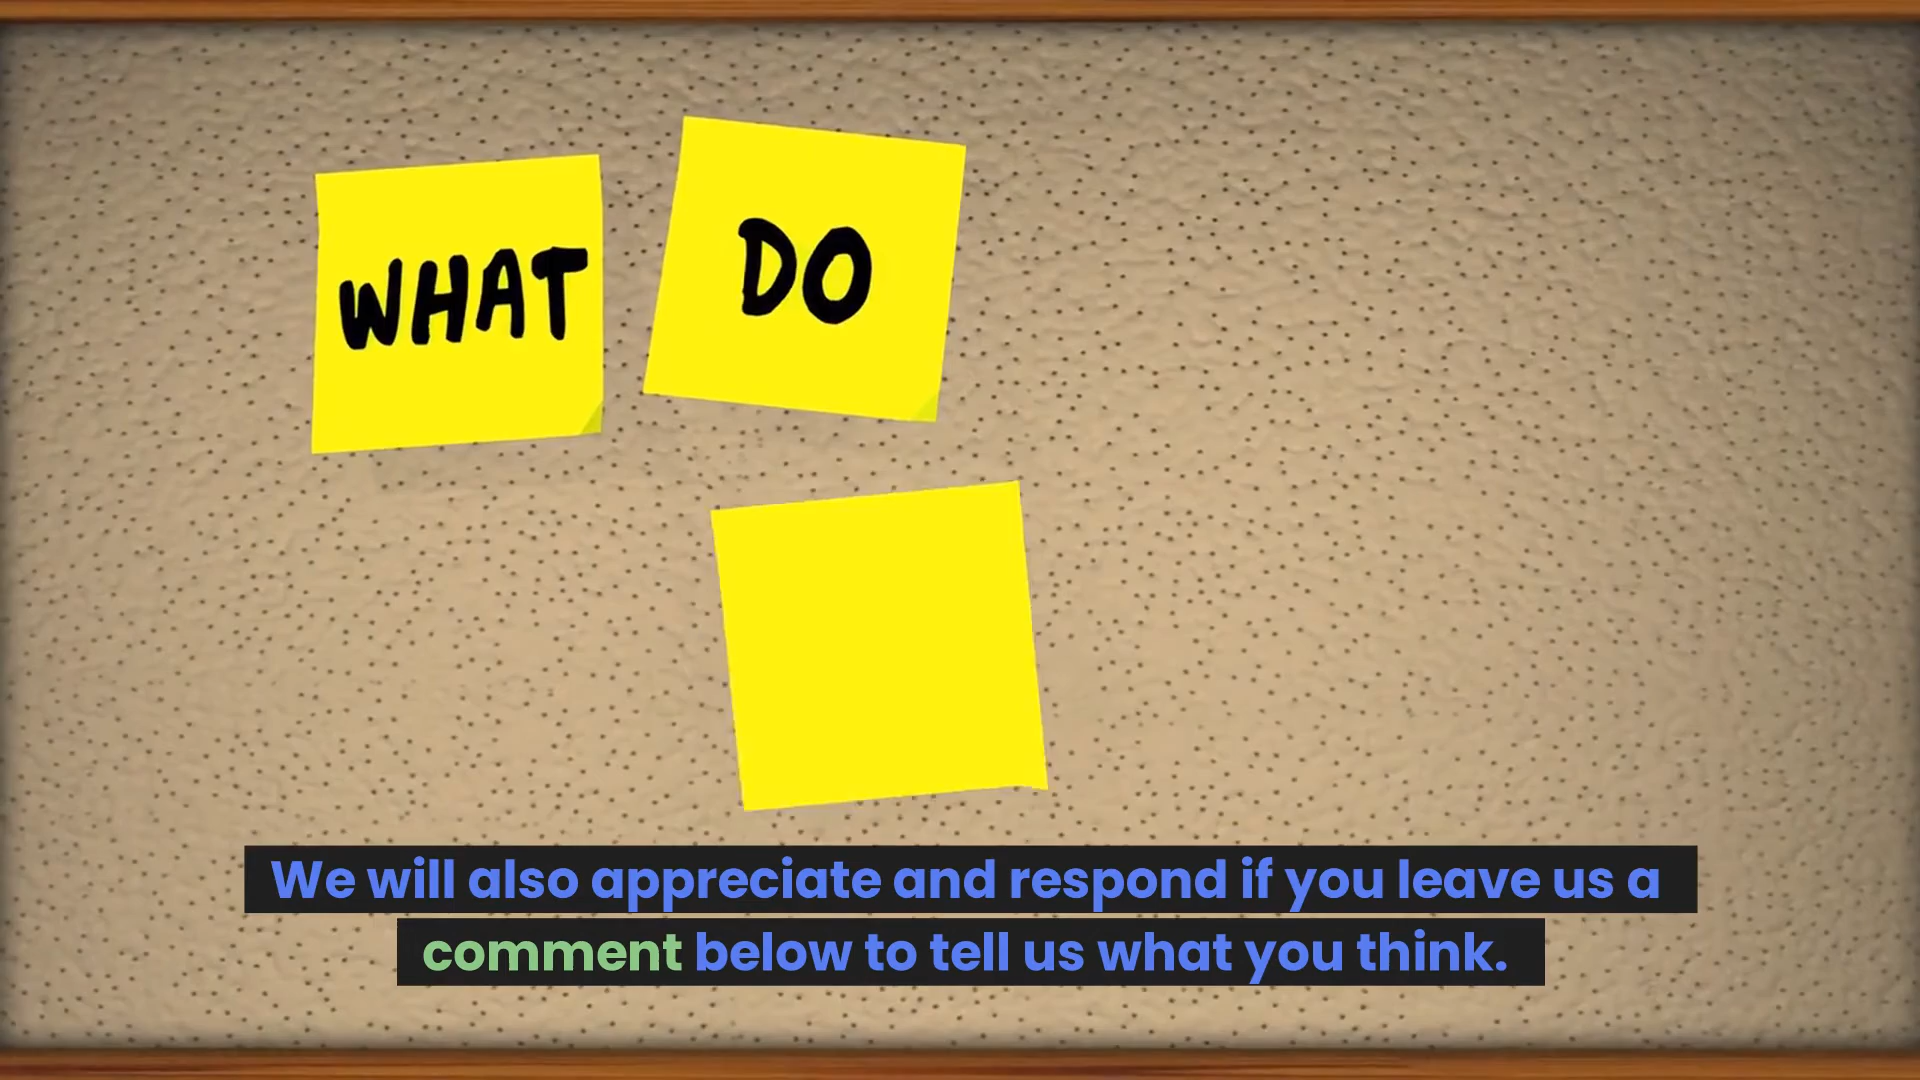 WHAT
DO
We will also appreciate and respond if you leave us a
comment below to tell us what you think.